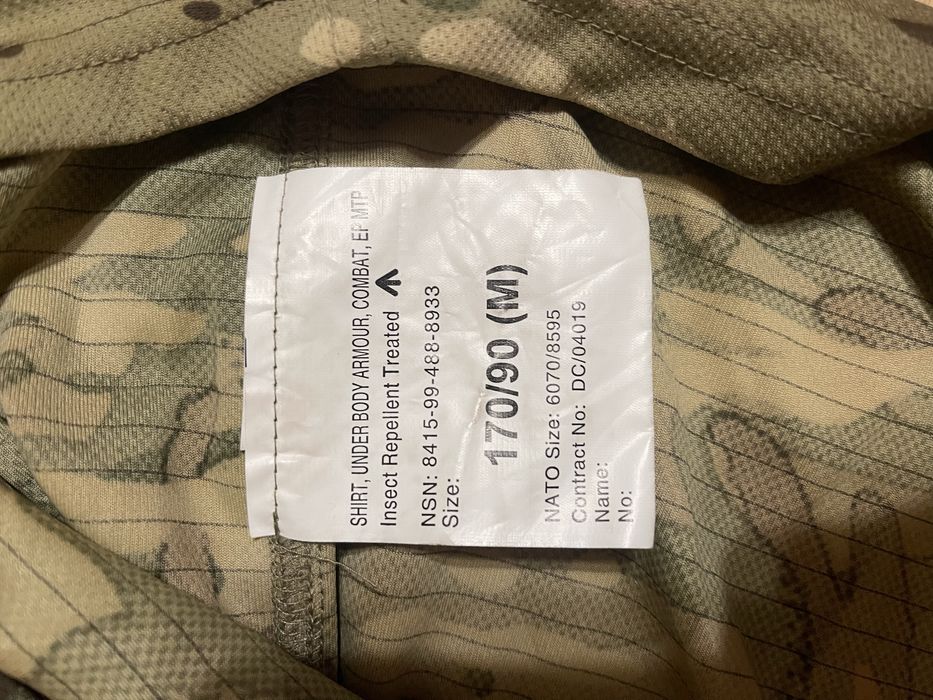 SHIRT, UNDER BODY ARMOUR, COMBAT, EP MTP
Insect Repellent Treated
NSN: 8415-99-488-8933
Size:
170/90 (M)
NATO Size: 6070/8595
Contract No: DC/04019
Name:
No: